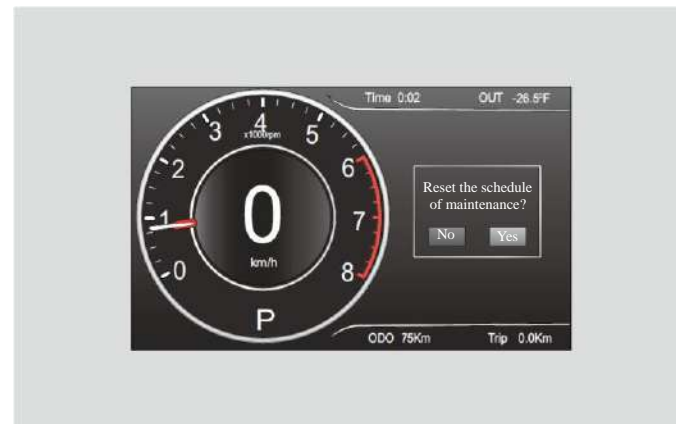 Time 0:02
OUT -26.5°F
0
1
2
3
4
5
6
7
8
x1000rpm
0
km/h
P
Reset the schedule
of maintenance?
No
Yes
ODO 75Km
Trip 0.0Km